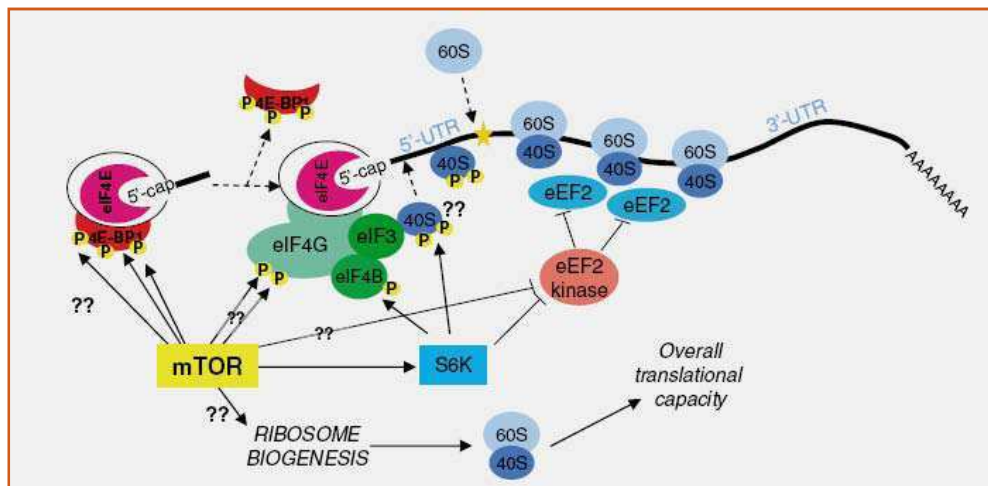 60S
P 4E-BP1 P
P
5'-UTR
60S
40S
60S
40S
60S
40S
3'-UTR
AAAAAAAA
eIF4E
5'-cap
eIF4E
5'-cap
40S
P P
??
eEF2
eEF2
4E-BP1
P P P P
eIF4G
eIF3
40S
P P
eIF4B
P
P P
eEF2
kinase
??
??
??
mTOR
S6K
Overall
translational
capacity
??
RIBOSOME
BIOGENESIS
60S
40S